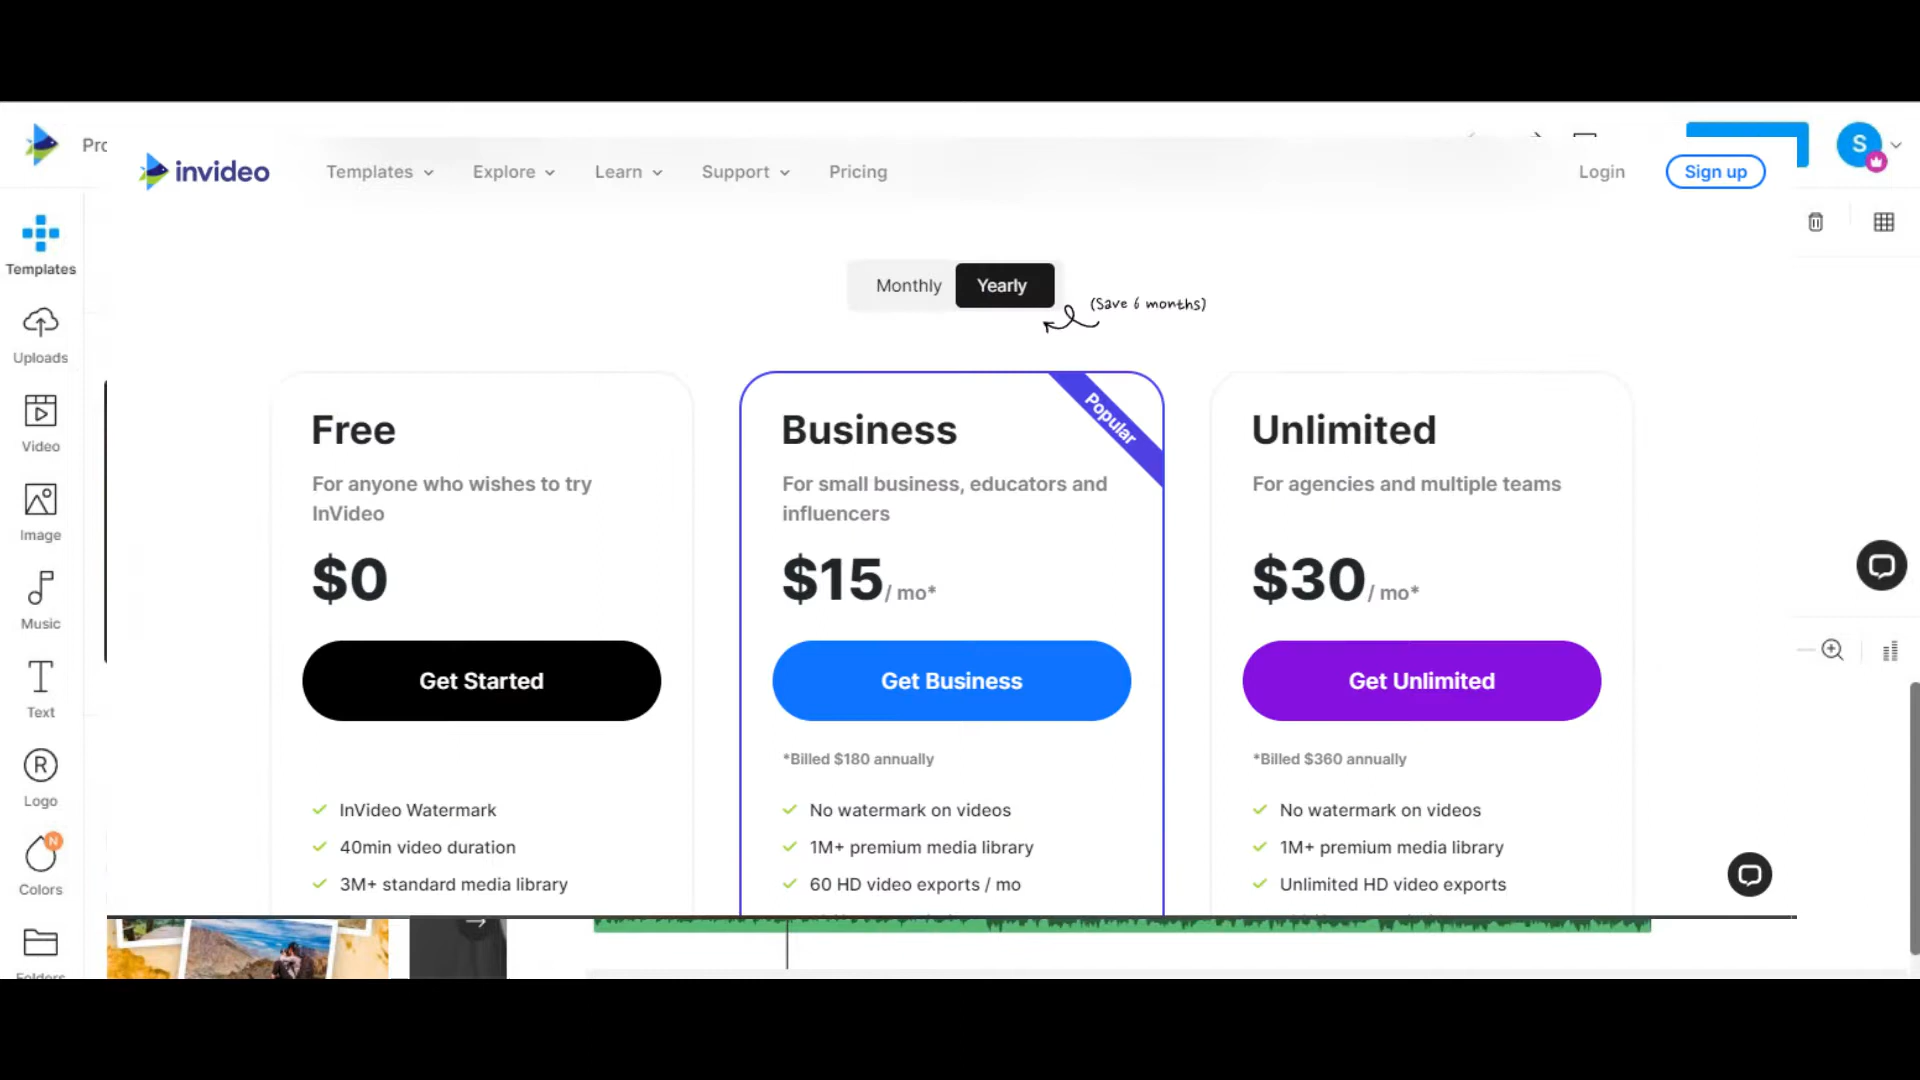 Pro
S
invideo
Templates
Explore
Learn
Support
Pricing
Login
Sign up
Templates
Uploads
Video
Image
Music
Text
R
Logo
N
Colors
Monthly
Yearly
(Save 6 months)
Free
For anyone who wishes to try
InVideo
$0
Get Started
InVideo Watermark
40min video duration
3M+ standard media library
Popular
Business
For small business, educators and
influencers
$15/ mo*
Get Business
*Billed $180 annually
No watermark on videos
1M+ premium media library
60 HD video exports / mo
Unlimited
For agencies and multiple teams
$30/ mo*
Get Unlimited
*Billed $360 annually
No watermark on videos
1M+ premium media library
Unlimited HD video exports